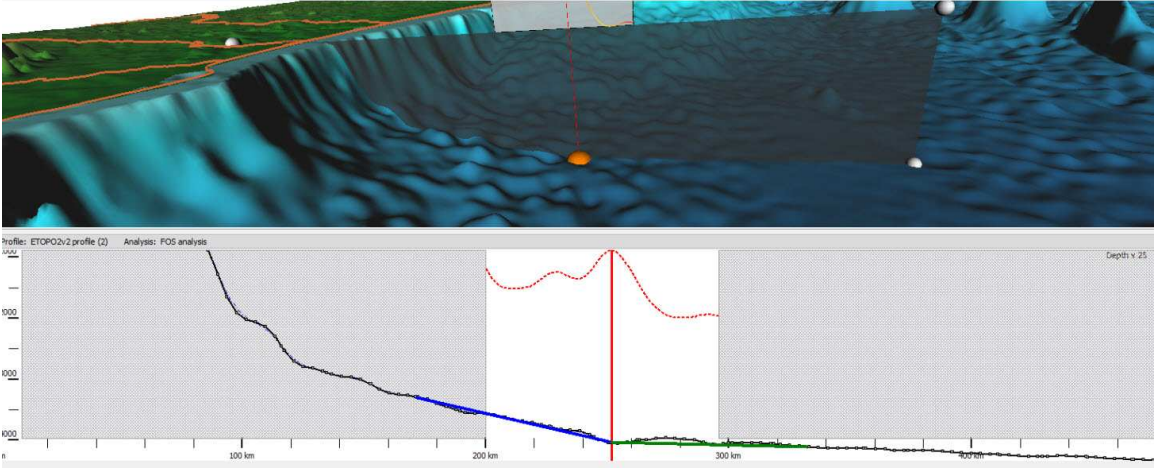 Profile: ETOPO2v2 profile (2) Analysis: FOS analysis
Depth x 25
100 km
200 km
300 km
400 km